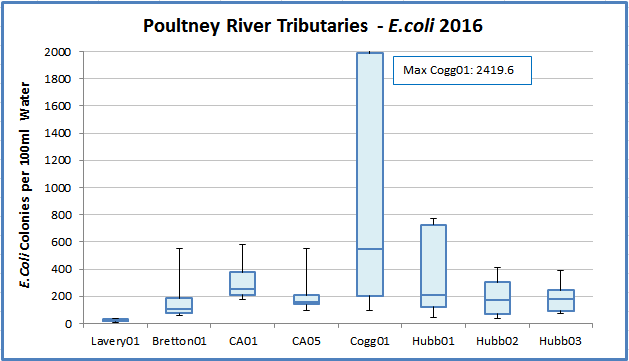 Poultney River Tributaries - E.coli 2016
E.Coli Colonies per 100ml Water
2000
1800
1600
1400
1200
1000
800
600
400
200
0
Max Cogg01: 2419.6
Lavery01 Bretton01 CA01 CA05 Cogg01 Hubb01 Hubb02 Hubb03